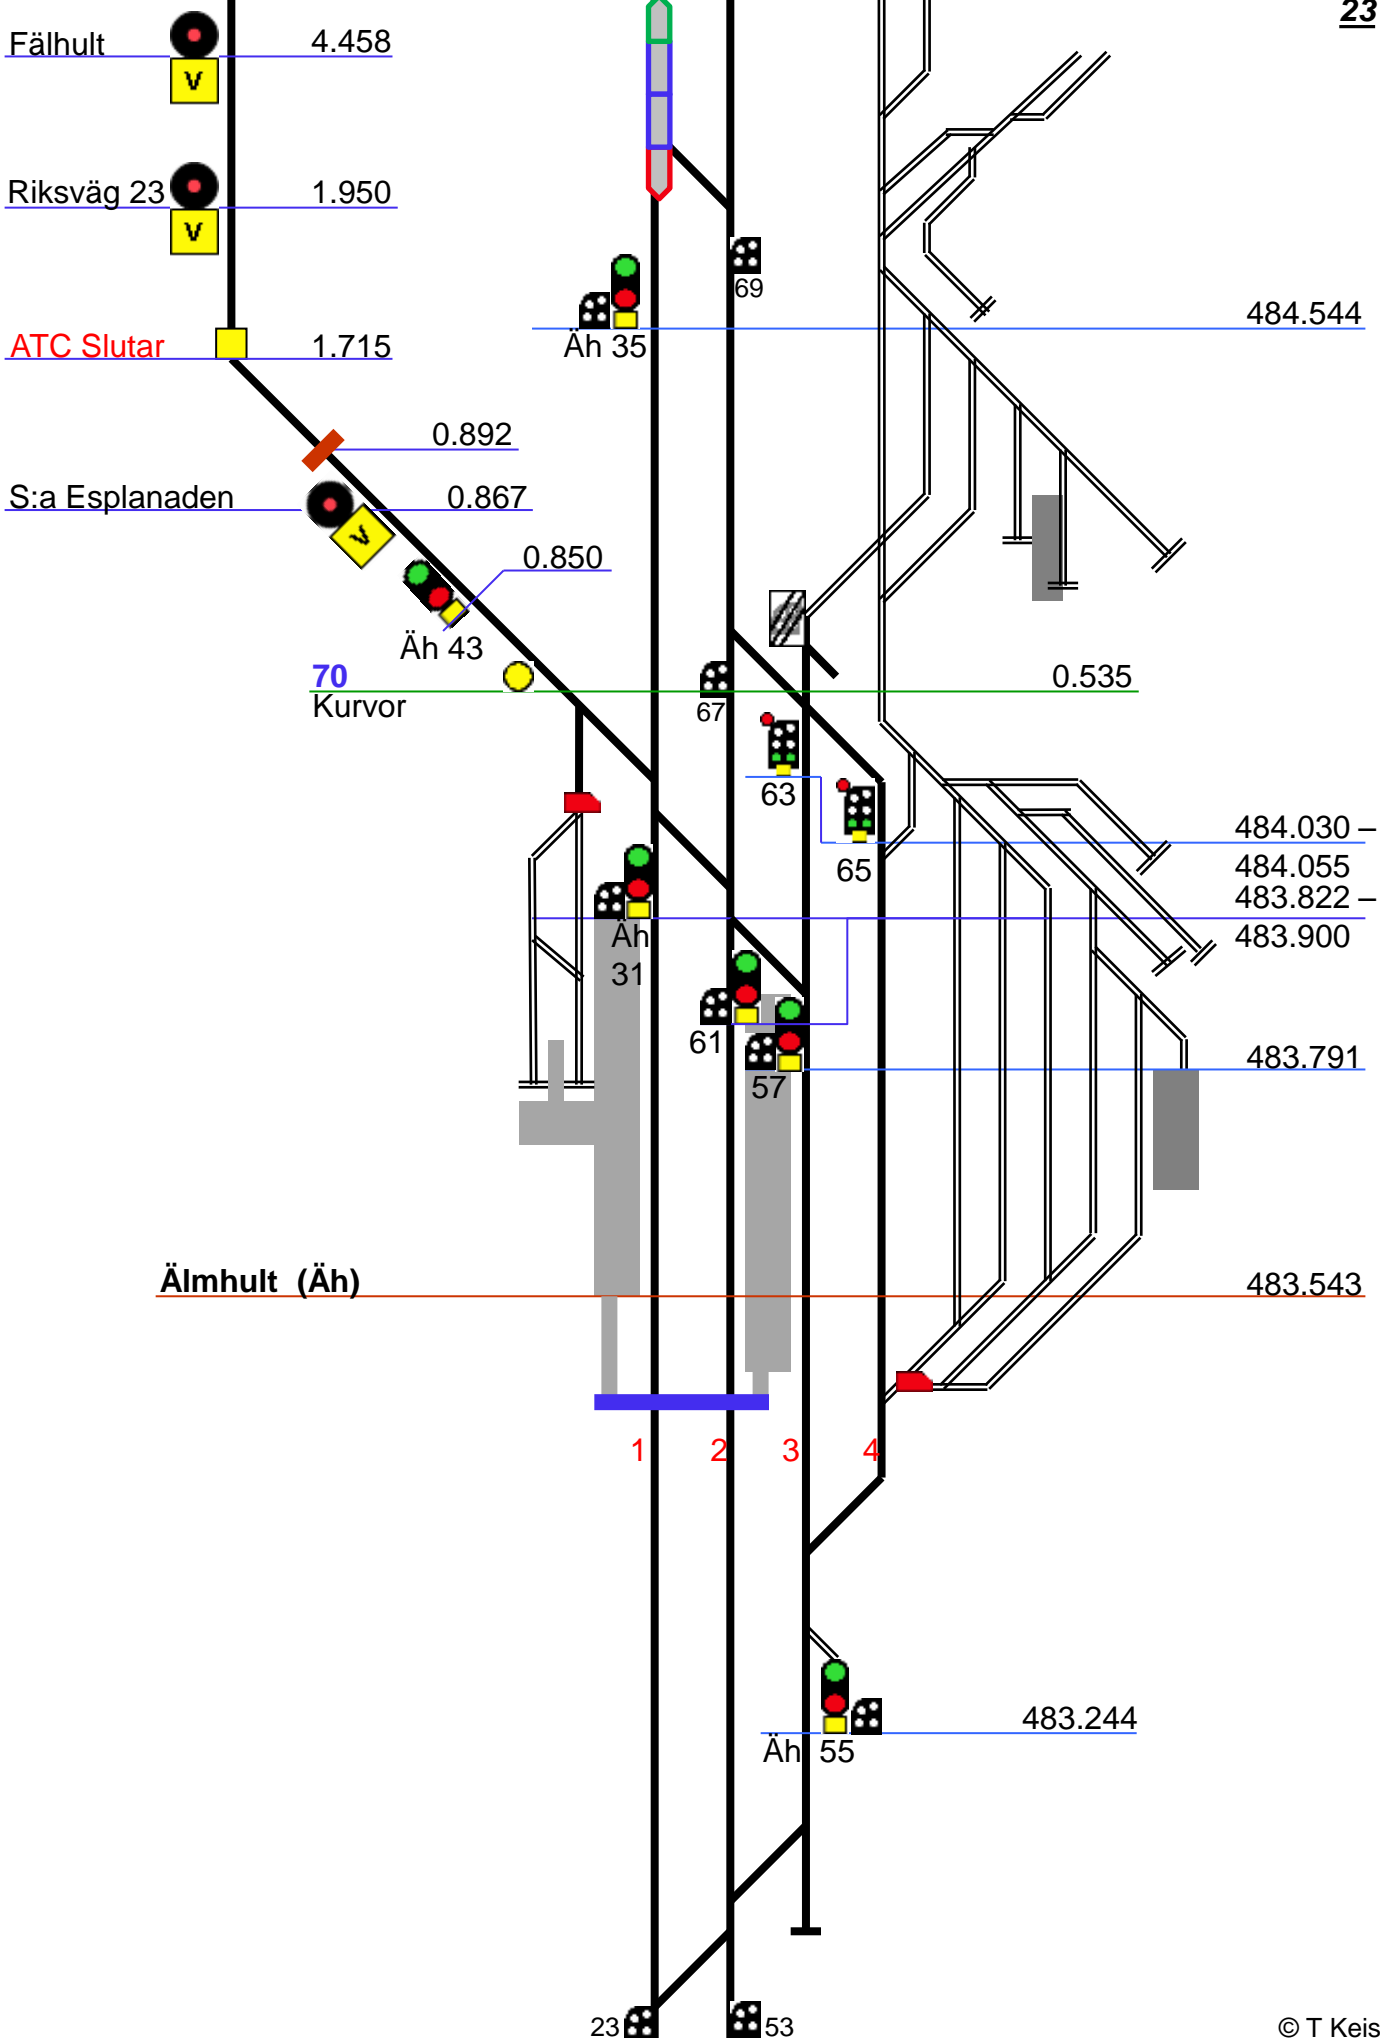 23
Fälhult 4.458
V
Riksväg 23 1.950
V
69
484.544
Äh 35
ATC Slutar 1.715
0.892
S:a Esplanaden 0.867
V
0.850
Äh 43
70 0.535
Kurvor
67
63
484.030 –
65
484.055
483.822 –
Äh
483.900
31
61
483.791
57
Älmhult (Äh) 483.543
1 2 3 4
483.244
Äh 55
23 53
© T Keis